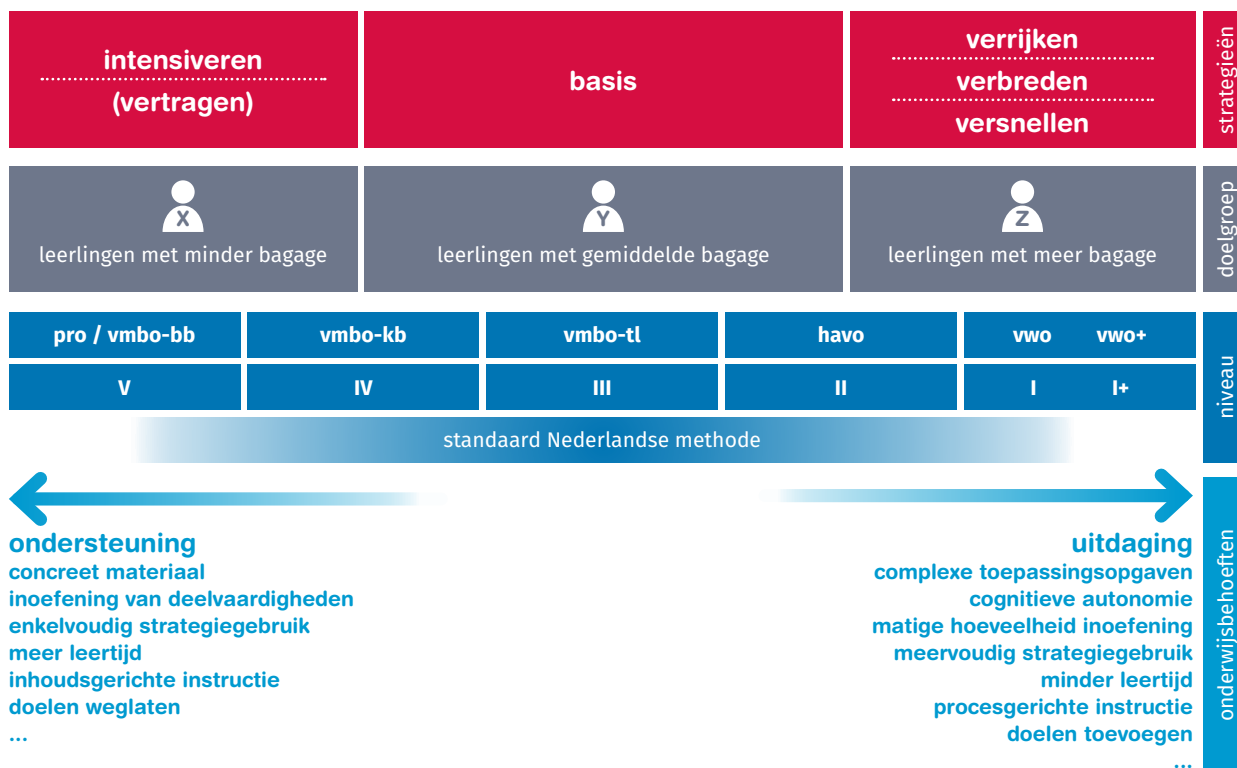 intensiveren
(vertragen)
basis
verrijken
verbreden
versnellen
strategieën
X
leerlingen met minder bagage
Y
leerlingen met gemiddelde bagage
Z
leerlingen met meer bagage
doelgroep
pro / vmbo-bb
vmbo-kb
vmbo-tl
havo
vwo
vwo+
V
IV
III
II
I
I+
standaard Nederlandse methode
niveau
ondersteuning
concreet materiaal
inoefening van deelvaardigheden
enkelvoudig strategiegebruik
meer leertijd
inhoudsgerichte instructie
doelen weglaten
...
uitdaging
complexe toepassingsopgaven
cognitieve autonomie
matige hoeveelheid inoefening
meervoudig strategiegebruik
minder leertijd
procesgerichte instructie
doelen toevoegen
...
onderwijsbehoeften